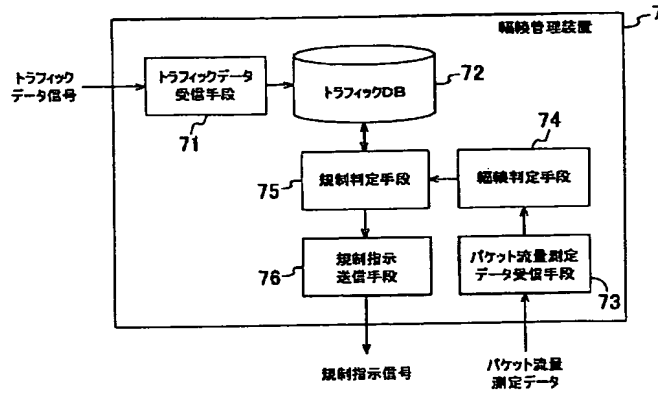 7
輻輳管理装置
トラフィック
データ信号
トラフィックデータ
受信手段
71
トラフィックDB
72
74
75
規制判定手段
輻輳判定手段
76
規制指示
送信手段
パケット流量測定
データ受信手段
73
規制指示信号
パケット流量
測定データ